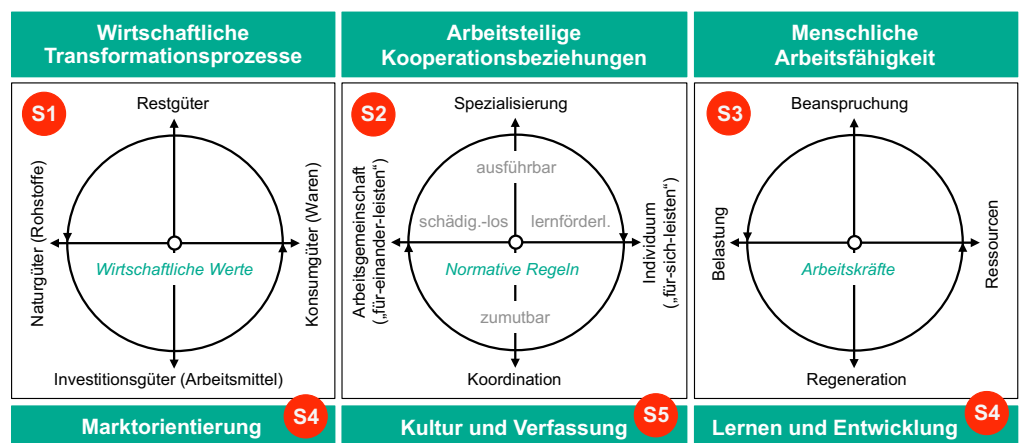 Wirtschaftliche
Transformationsprozesse
S1
Restgüter
Naturgüter (Rohstoffe)
Konsumgüter (Waren)
Wirtschaftliche Werte
Investitionsgüter (Arbeitsmittel)
S4
Marktorientierung
Arbeitsteilige
Kooperationsbeziehungen
S2
Spezialisierung
ausführbar
Arbeitsgemeinschaft
(„für-einander-leisten“)
schädig.-los
lernförderl.
Individuum
(„für-sich-leisten“)
Normative Regeln
zumutbar
Koordination
S5
Kultur und Verfassung
Menschliche
Arbeitsfähigkeit
S3
Beanspruchung
Belastung
Ressourcen
Arbeitskräfte
Regeneration
S4
Lernen und Entwicklung